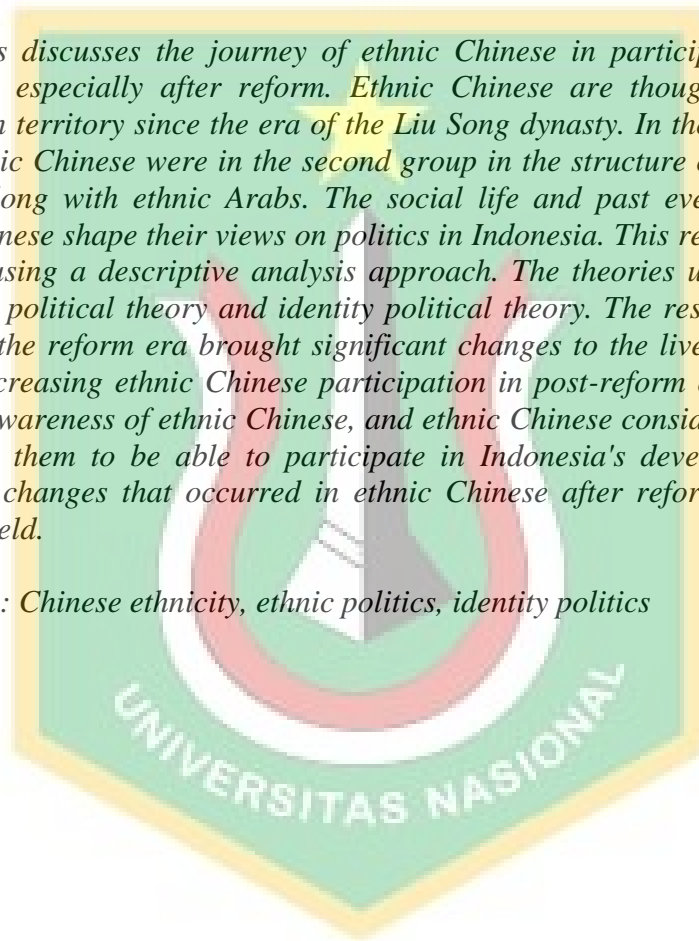 s discusses the journey of ethnic Chinese in particip
especially after reform. Ethnic Chinese are thoug
n territory since the era of the Liu Song dynasty. In the
ic Chinese were in the second group in the structure
long with ethnic Arabs. The social life and past eve
nese shape their views on politics in Indonesia. This re
using a descriptive analysis approach. The theories u
political theory and identity political theory. The res
the reform era brought significant changes to the live
creasing ethnic Chinese participation in post-reform
wareness of ethnic Chinese, and ethnic Chinese consid
them to be able to participate in Indonesia's deve
changes that occurred in ethnic Chinese after refor
eld.
: Chinese ethnicity, ethnic politics, identity politics
UNIVERSITAS NASIONAL